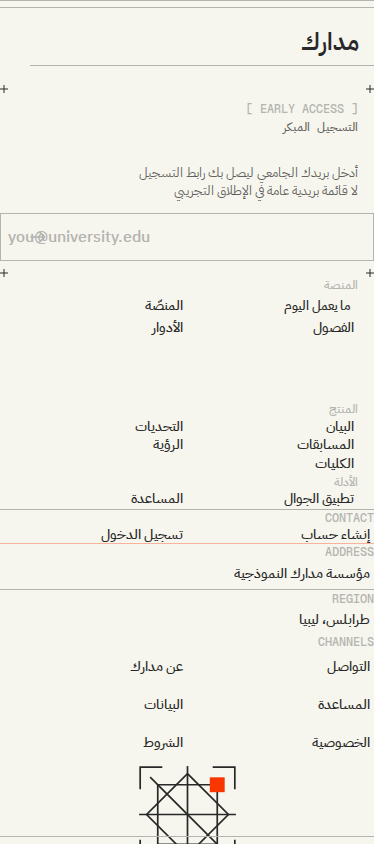 مدارك
[ EARLY ACCESS ]
التسجيل المبكر
أدخل بريدك الجامعي ليصل بك رابط التسجيل
لا قائمة بريدية عامة في الإطلاق التجريبي
you@university.edu
المنصة
ما يعمل اليوم المنصّة
الفصول الأدوار
المنتج
البيان التحديات
المسابقات الرؤية
الكليات
الأدلة
تطبيق الجوال المساعدة
CONTACT
إنشاء حساب تسجيل الدخول
ADDRESS
مؤسسة مدارك النموذجية
REGION
طرابلس، ليبيا
CHANNELS
التواصل عن مدارك
المساعدة البيانات
الخصوصية الشروط